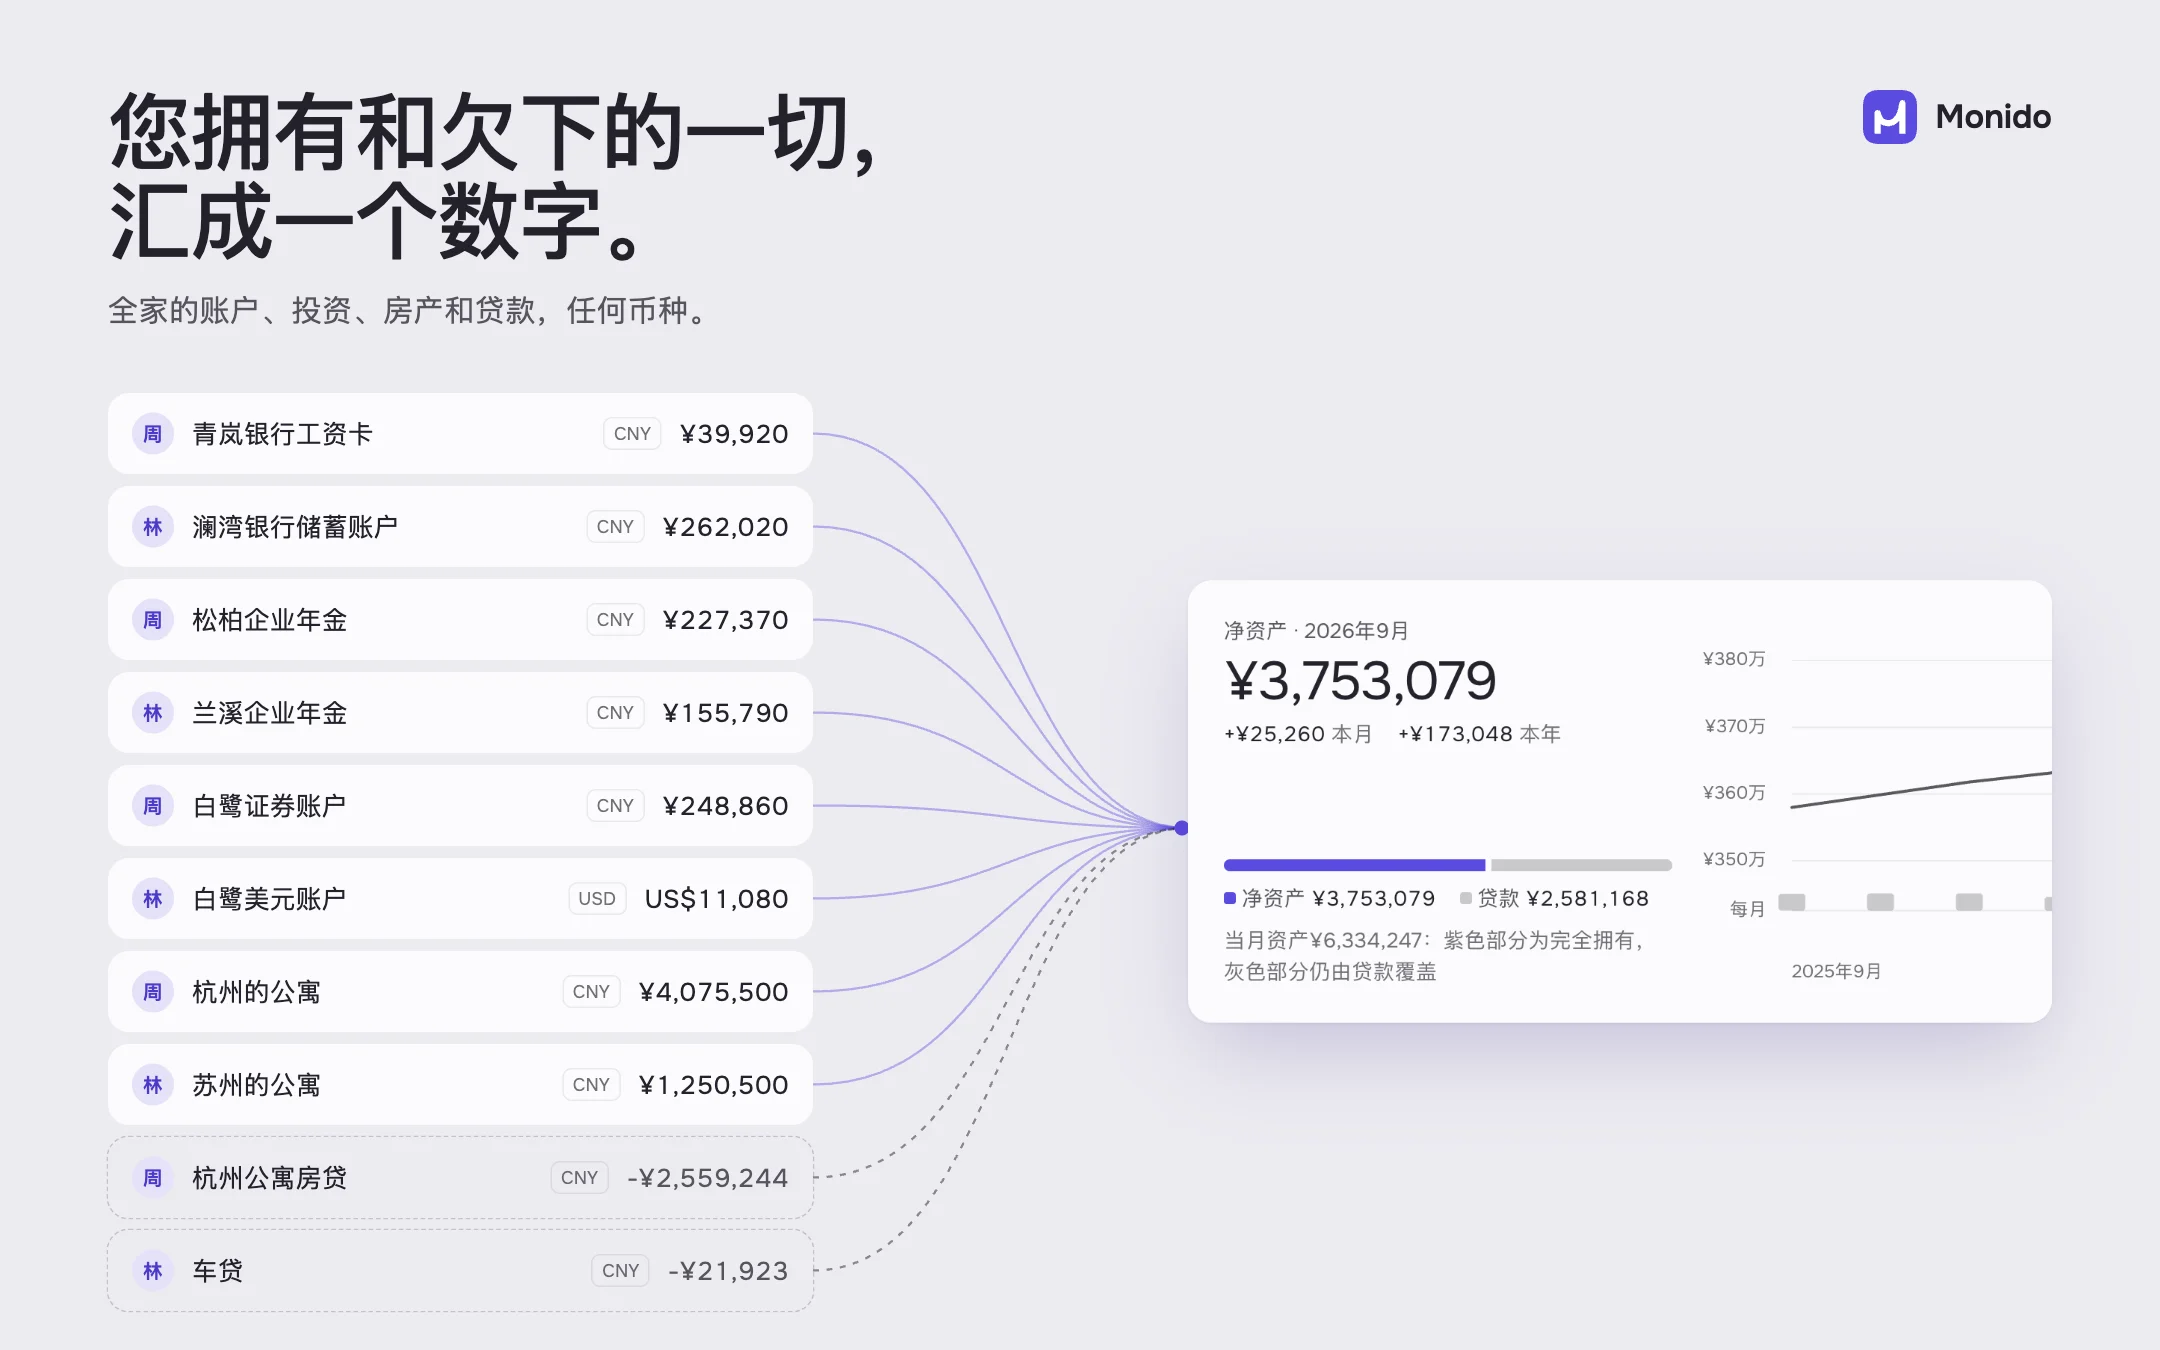 您拥有和欠下的一切，
汇成一个数字。
全家的账户、投资、房产和贷款，任何币种。
Monido
周 青岚银行工资卡 CNY ¥39,920
林 澜湾银行储蓄账户 CNY ¥262,020
周 松柏企业年金 CNY ¥227,370
林 兰溪企业年金 CNY ¥155,790
周 白鹭证券账户 CNY ¥248,860
林 白鹭美元账户 USD US$11,080
周 杭州的公寓 CNY ¥4,075,500
林 苏州的公寓 CNY ¥1,250,500
周 杭州公寓房贷 CNY -¥2,559,244
林 车贷 CNY -¥21,923
净资产 · 2026年9月
¥3,753,079
+¥25,260 本月 +¥173,048 本年
净资产 ¥3,753,079 贷款 ¥2,581,168
当月资产¥6,334,247：紫色部分为完全拥有，
灰色部分仍由贷款覆盖
¥380万
¥370万
¥360万
¥350万
每月
2025年9月